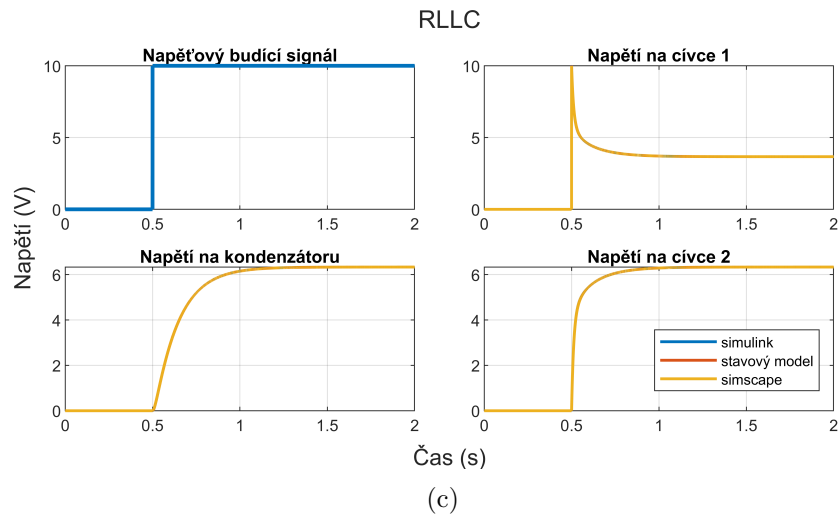 RLLC
Napěťový budící signál
Napětí na cívce 1
10
5
0
0 0.5 1 1.5 2
10
5
0
0 0.5 1 1.5 2
Napětí (V)
Napětí na kondenzátoru
Napětí na cívce 2
6
4
2
0
0 0.5 1 1.5 2
6
4
2
0
0 0.5 1 1.5 2
simulink
stavový model
simscape
Čas (s)
(c)